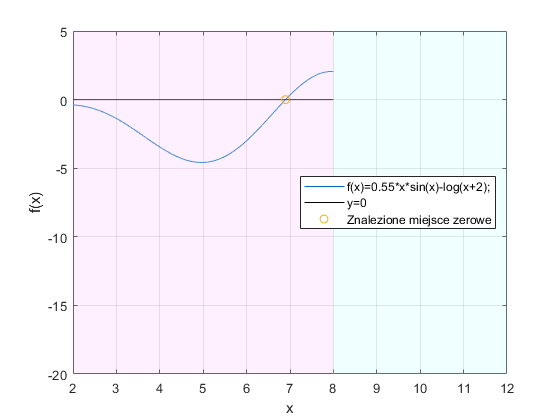 5
0
-5
-10
-15
-20
f(x)
f(x)=0.55*x*sin(x)-log(x+2);
y=0
Znalezione miejsce zerowe
2 3 4 5 6 7 8 9 10 11 12
x